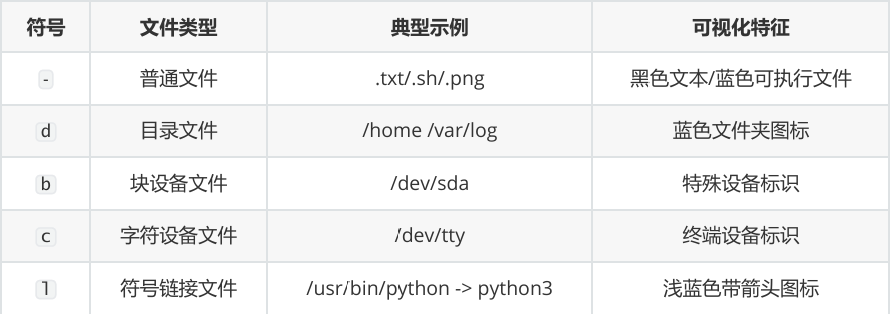 符号 文件类型 典型示例 可视化特征
- 普通文件 .txt/.sh/.png 黑色文本/蓝色可执行文件
d 目录文件 /home /var/log 蓝色文件夹图标
b 块设备文件 /dev/sda 特殊设备标识
c 字符设备文件 /dev/tty 终端设备标识
l 符号链接文件 /usr/bin/python -> python3 浅蓝色带箭头图标